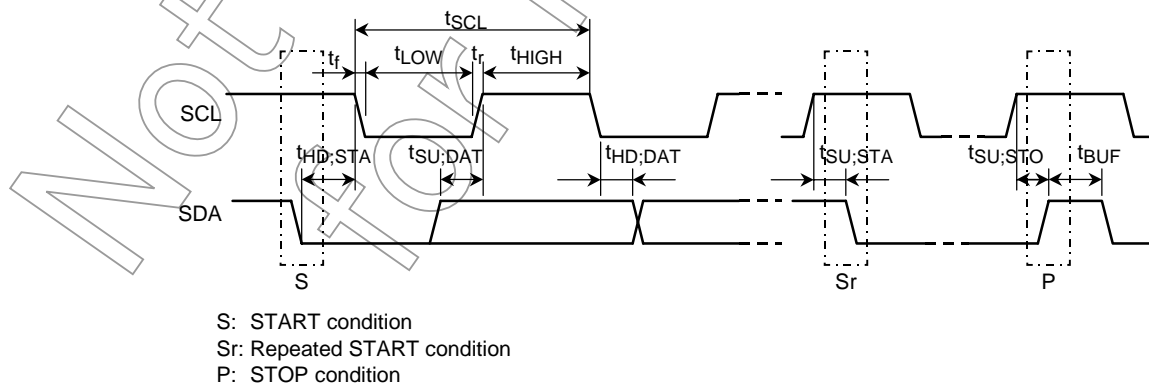 tSCL
tf tLOW tr tHIGH
SCL
tHD;STA tSU;DAT tHD;DAT tSU;STA tSU;STO tBUF
SDA
S Sr P
S: START condition
Sr: Repeated START condition
P: STOP condition
Not
for